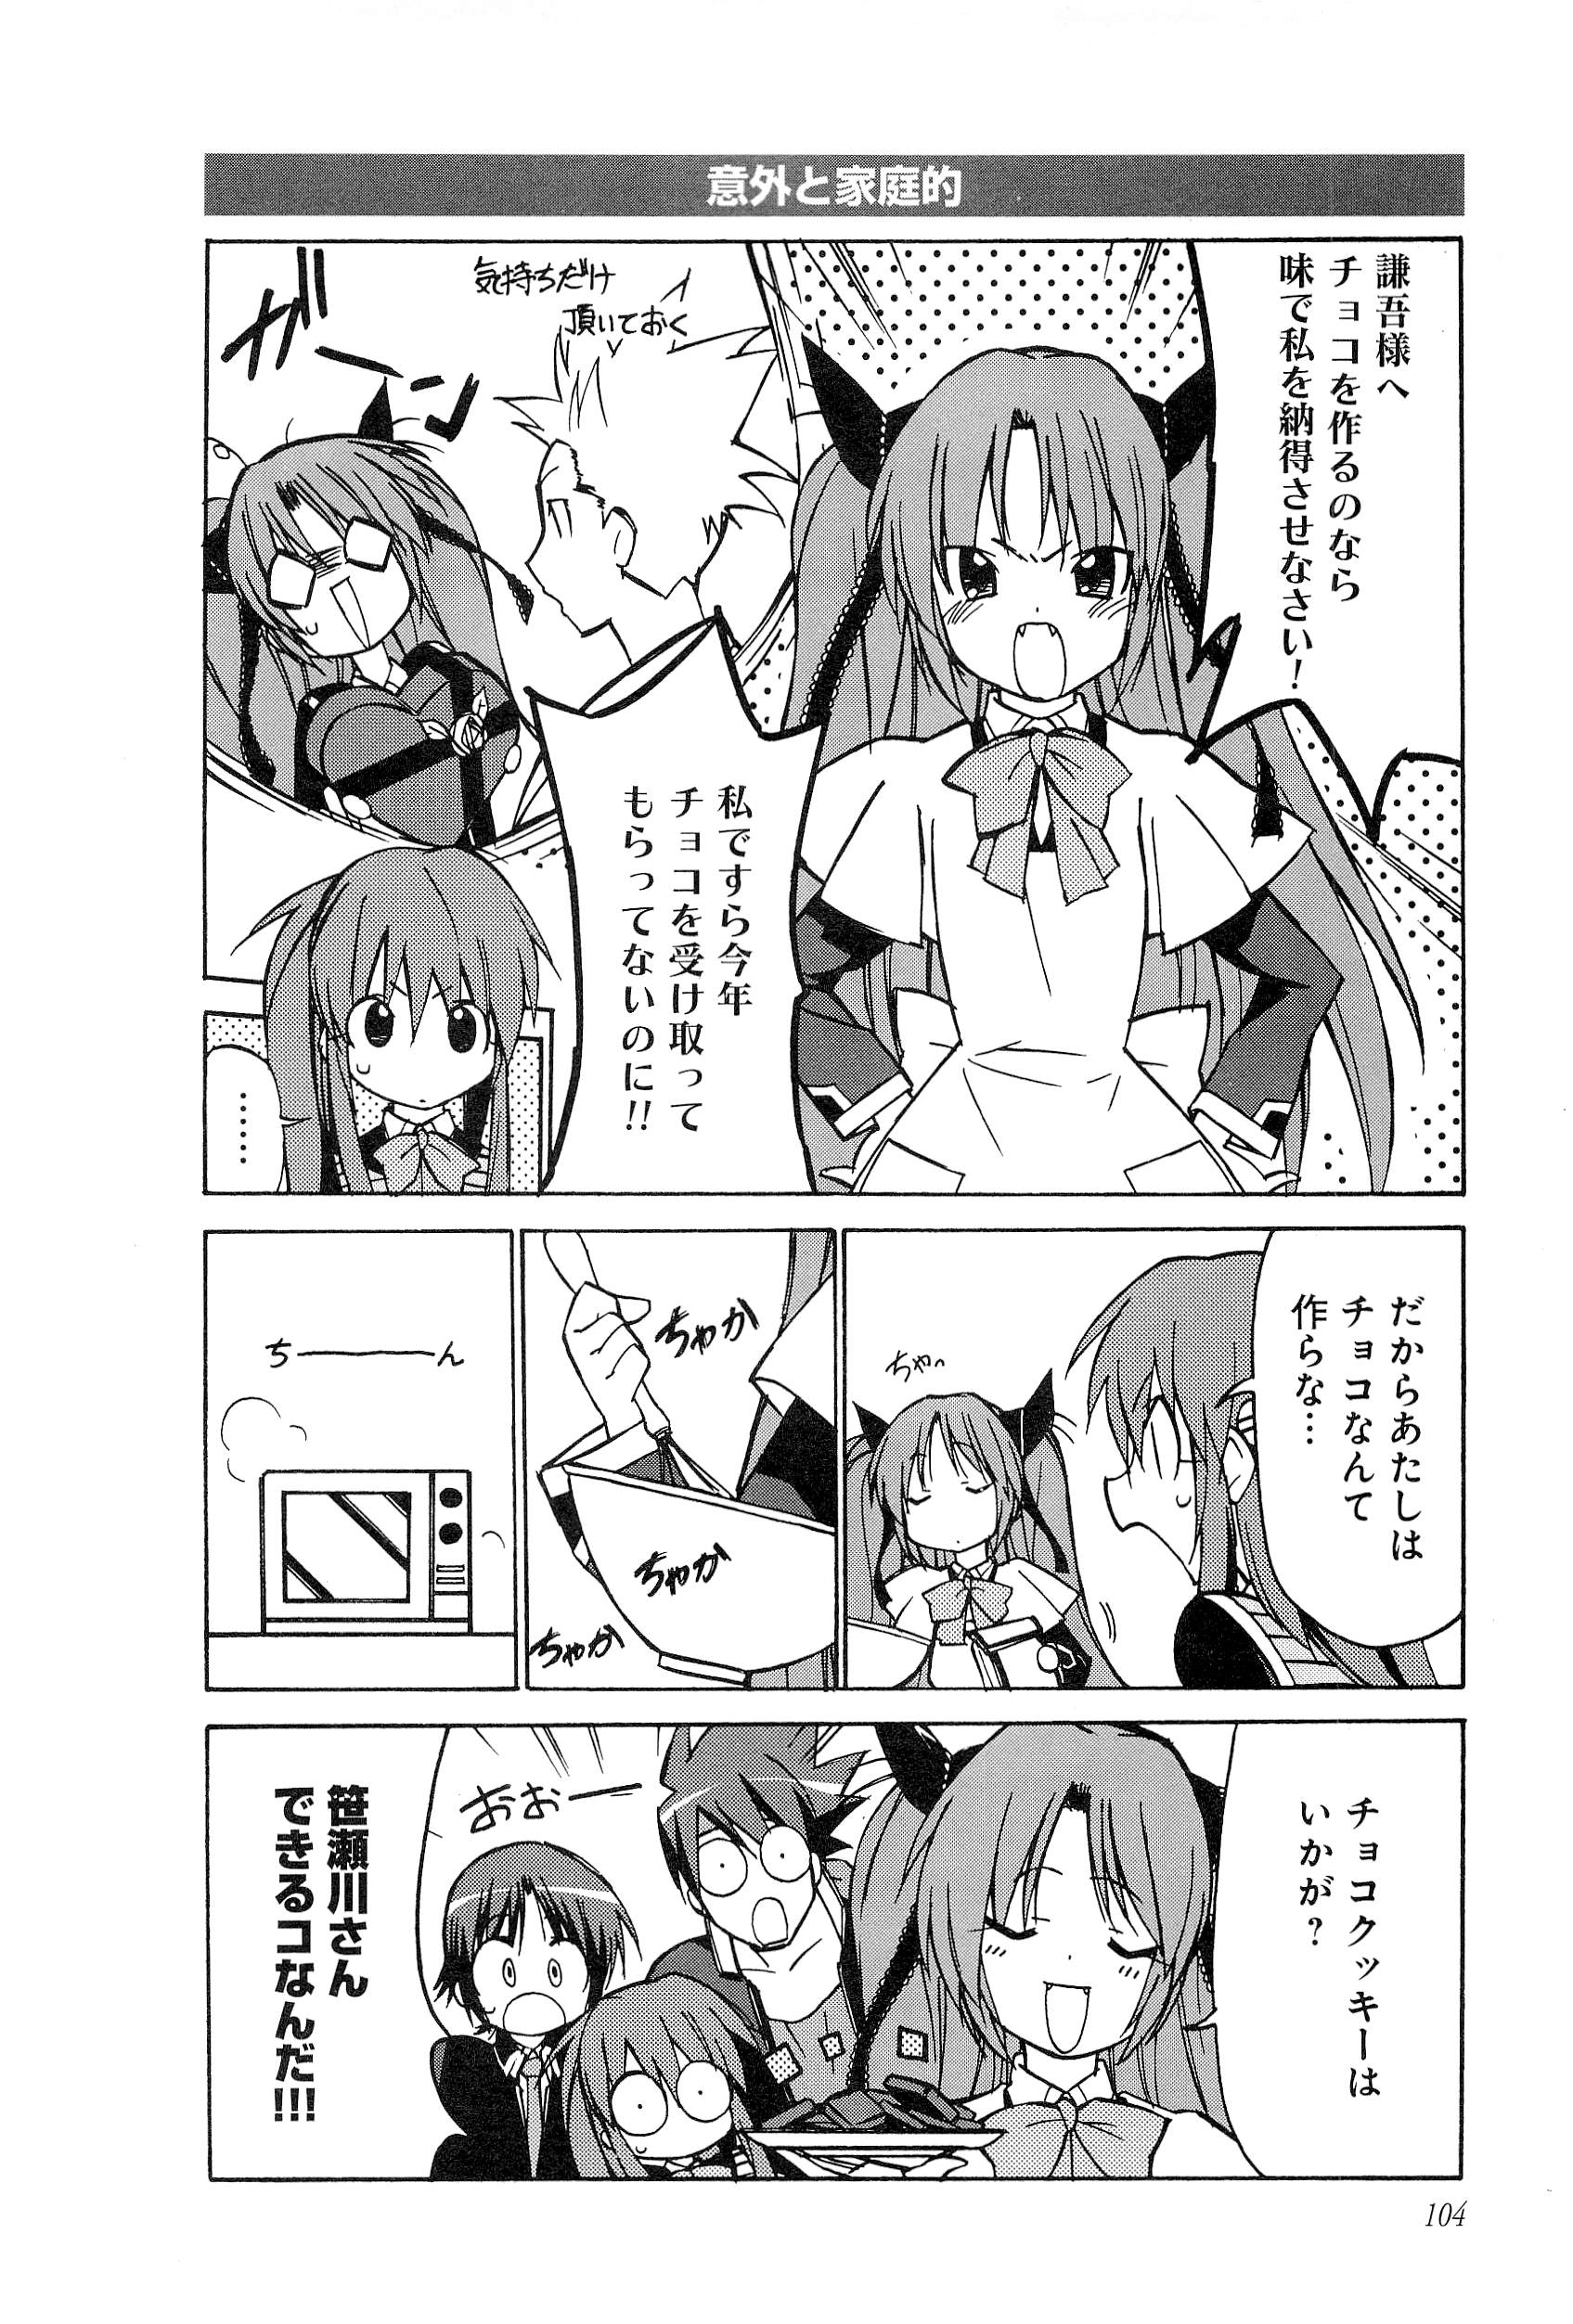 意外と家庭的
謙吾様へ
チョコを作るのなら
味で私を納得させなさい!
気持ちだけ
頂いておく
ガーン
私ですら今年
チョコを受け取って
もらってないのに!!
……
だからあたしは
チョコなんて
作らな…
ちゃっ
ちゃか
ちゃか
ちゃか
ちーん
チョコクッキーは
いかが?
おおー
笹瀬川さん
できるコなんだ!!!
104